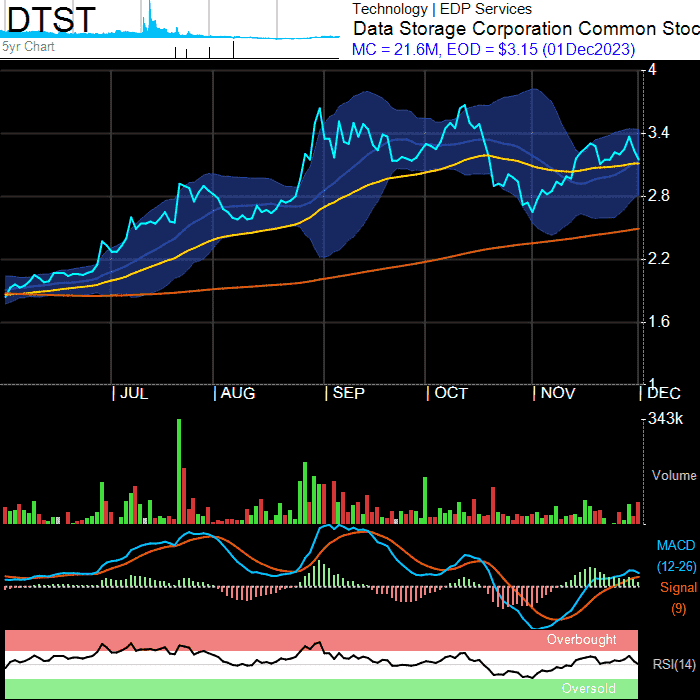 DTST
Technology | EDP Services
Data Storage Corporation Common Stoc
5yr Chart
MC = 21.6M, EOD = $3.15 (01Dec2023)
4
3.4
2.8
2.2
1.6
1
JUL AUG SEP OCT NOV DEC
343k
Volume
MACD
(12-26)
Signal
(9)
Overbought
RSI(14)
Oversold